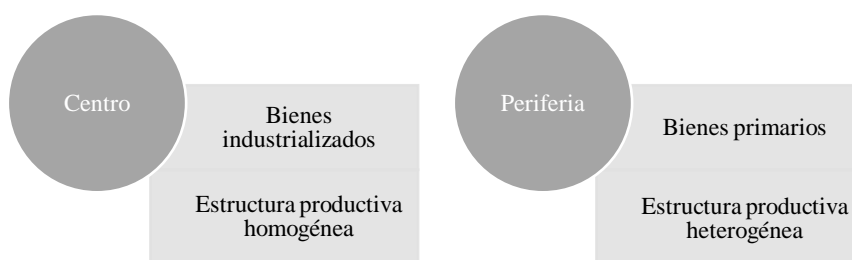 Centro
Bienes
industrializados
Estructura productiva
homogénea
Periferia
Bienes primarios
Estructura productiva
heterogénea